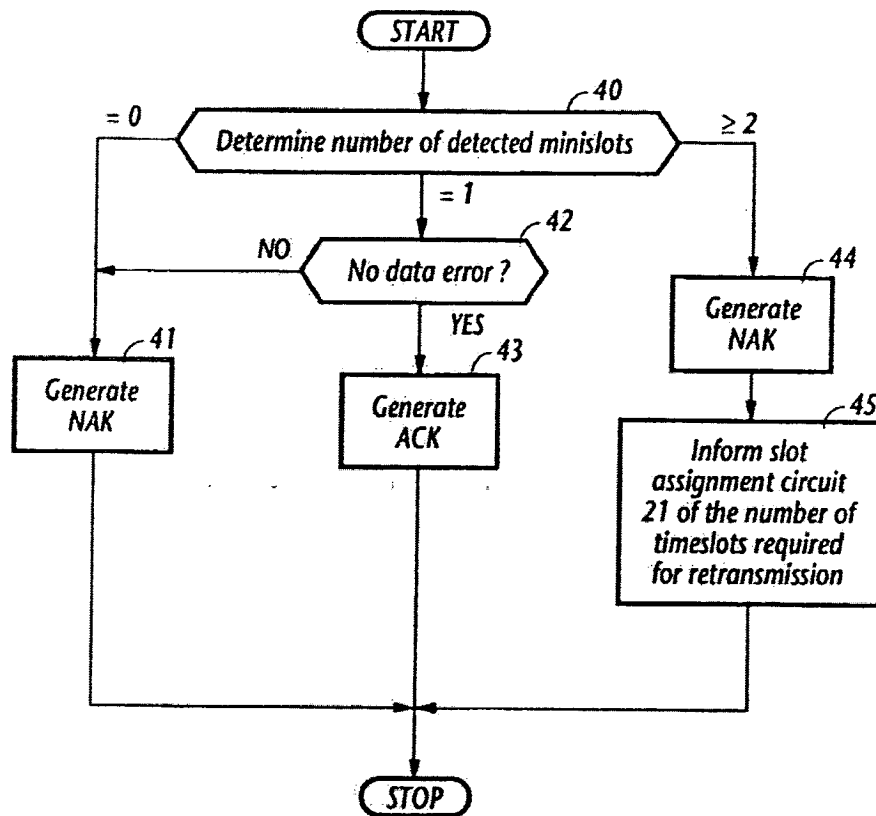 START
40
= 0
Determine number of detected minislots
≥ 2
= 1
42
NO
No data error ?
44
Generate
NAK
YES
41
43
Generate
NAK
Generate
ACK
45
Inform slot
assignment circuit
21 of the number of
timeslots required
for retransmission
STOP